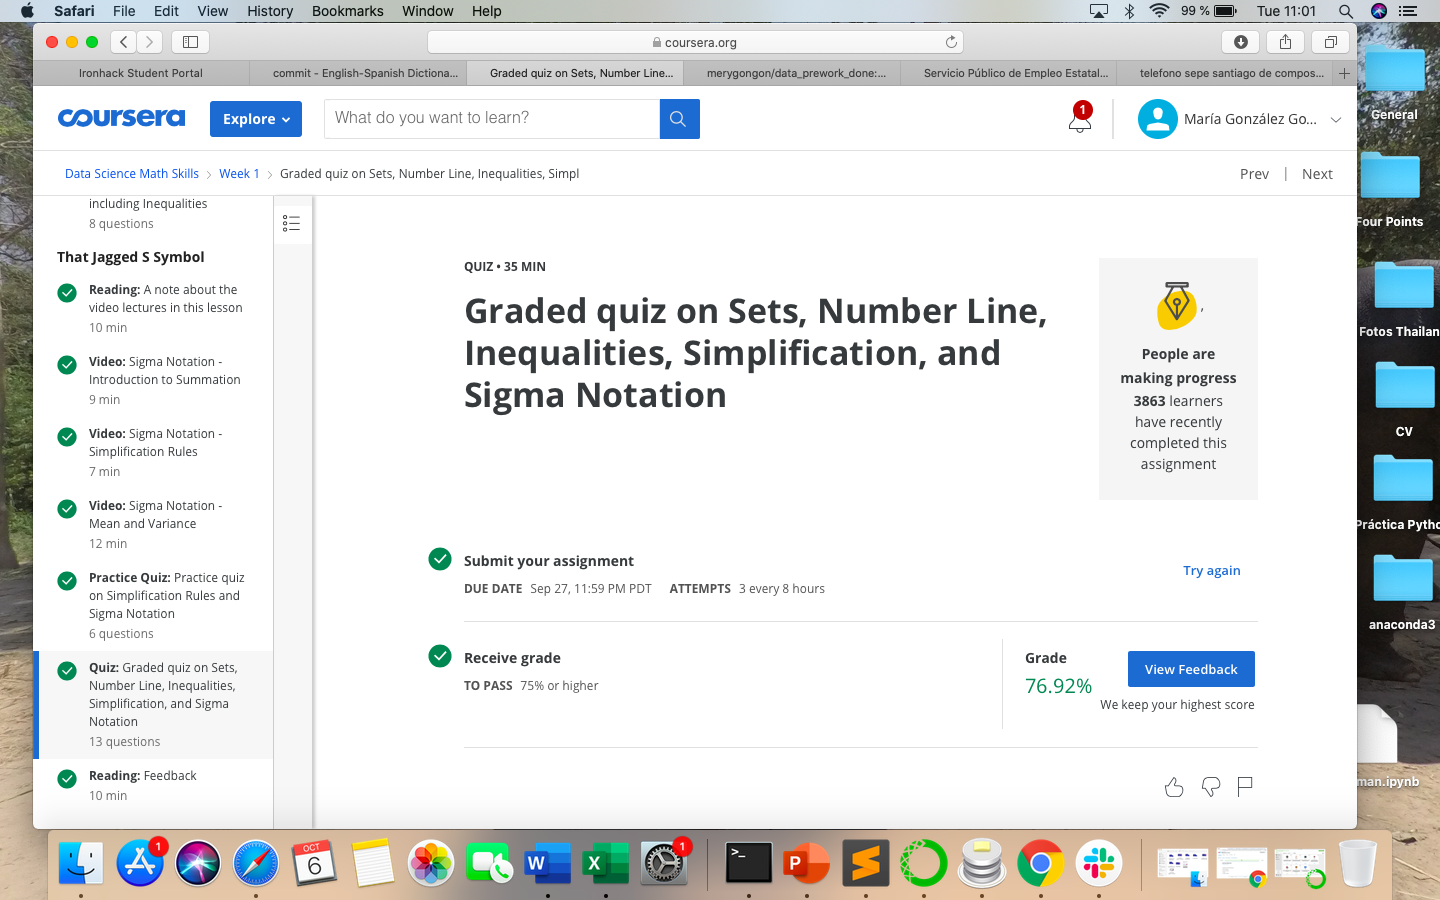 Safari File Edit View History Bookmarks Window Help 99 % Tue 11:01
coursera.org
Ironhack Student Portal
commit - English-Spanish Dictiona...
Graded quiz on Sets, Number Line...
merygongon/data_prework_done:...
Servicio Público de Empleo Estatal...
telefono sepe santiago de compos...
coursera
Explore
What do you want to learn?
1
María González Go...
Data Science Math Skills
Week 1
Graded quiz on Sets, Number Line, Inequalities, Simpl
Prev | Next
including Inequalities
8 questions
That Jagged S Symbol
Reading: A note about the
video lectures in this lesson
10 min
Video: Sigma Notation -
Introduction to Summation
9 min
Video: Sigma Notation -
Simplification Rules
7 min
Video: Sigma Notation -
Mean and Variance
12 min
Practice Quiz: Practice quiz
on Simplification Rules and
Sigma Notation
6 questions
Quiz: Graded quiz on Sets,
Number Line, Inequalities,
Simplification, and Sigma
Notation
13 questions
Reading: Feedback
10 min
QUIZ • 35 MIN
Graded quiz on Sets, Number Line,
Inequalities, Simplification, and
Sigma Notation
,
People are
making progress
3863 learners
have recently
completed this
assignment
Submit your assignment
DUE DATE Sep 27, 11:59 PM PDT ATTEMPTS 3 every 8 hours
Try again
Receive grade
TO PASS 75% or higher
Grade
76.92%
View Feedback
We keep your highest score
General
Four Points
Fotos Thailan
CV
Práctica Pytho
anaconda3
man.ipynb
1
OCT
6
W
X
1
>_
P